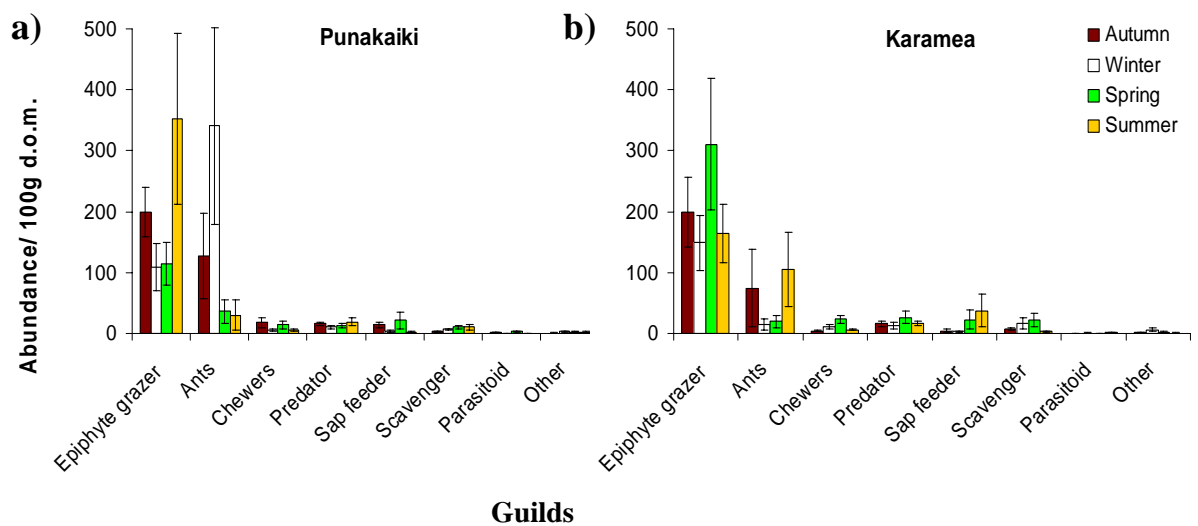 a)
Punakaiki
Abundance/ 100g d.o.m.
500
400
300
200
100
0
Epiphyte grazer
Ants
Chewers
Predator
Sap feeder
Scavenger
Parasitoid
Other
b)
Karamea
500
400
300
200
100
0
Epiphyte grazer
Ants
Chewers
Predator
Sap feeder
Scavenger
Parasitoid
Other
Autumn
Winter
Spring
Summer
Guilds